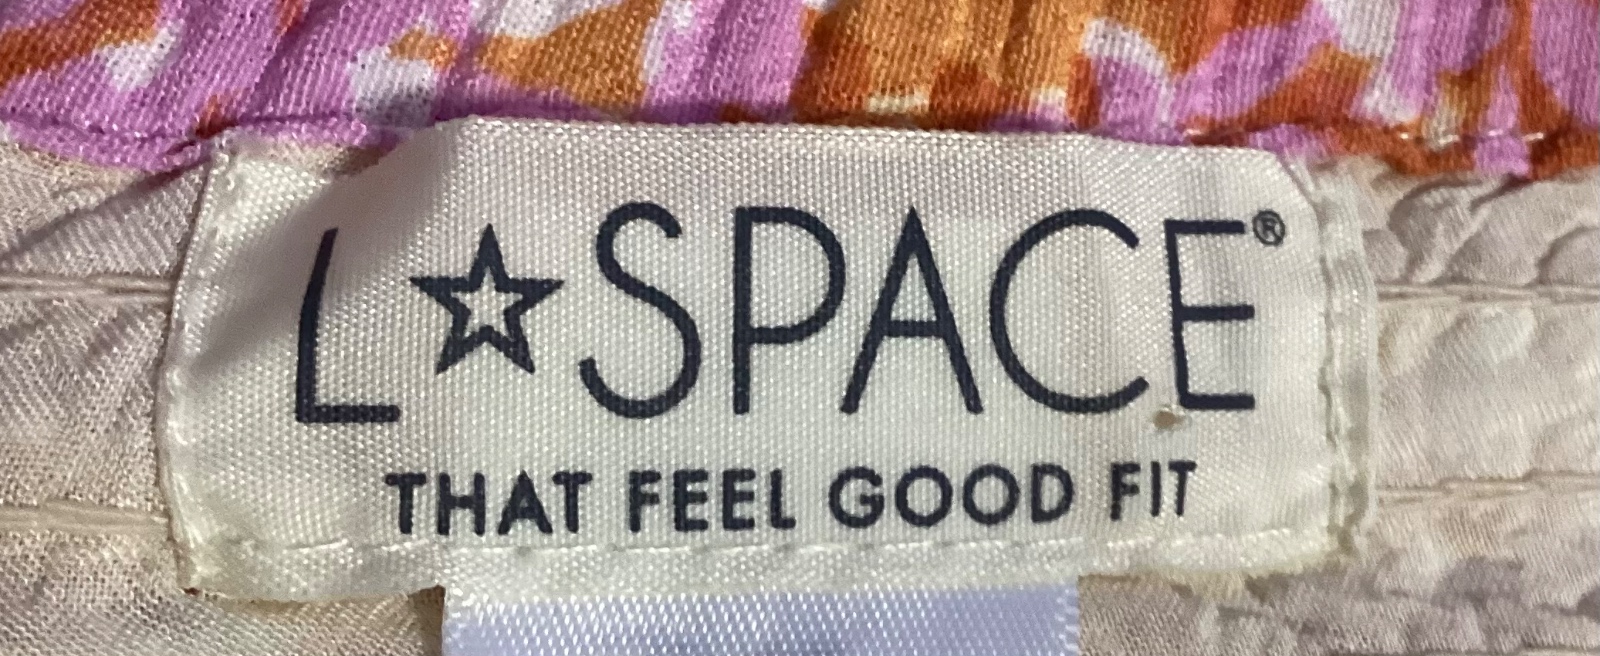 L☆SPACE®
THAT FEEL GOOD FIT